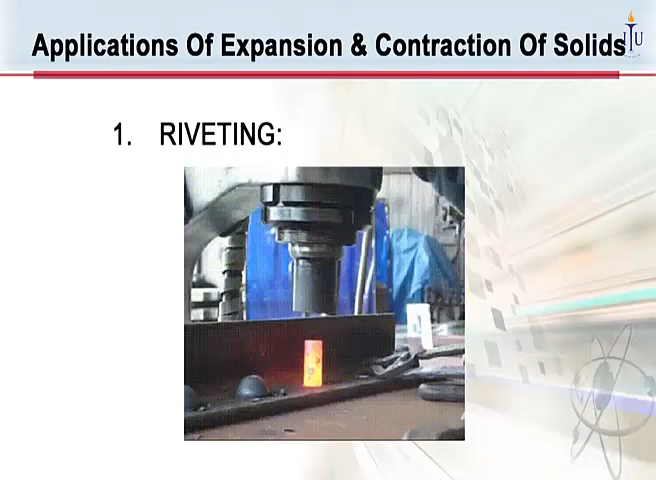 Applications Of Expansion & Contraction Of Solids
1. RIVETING: